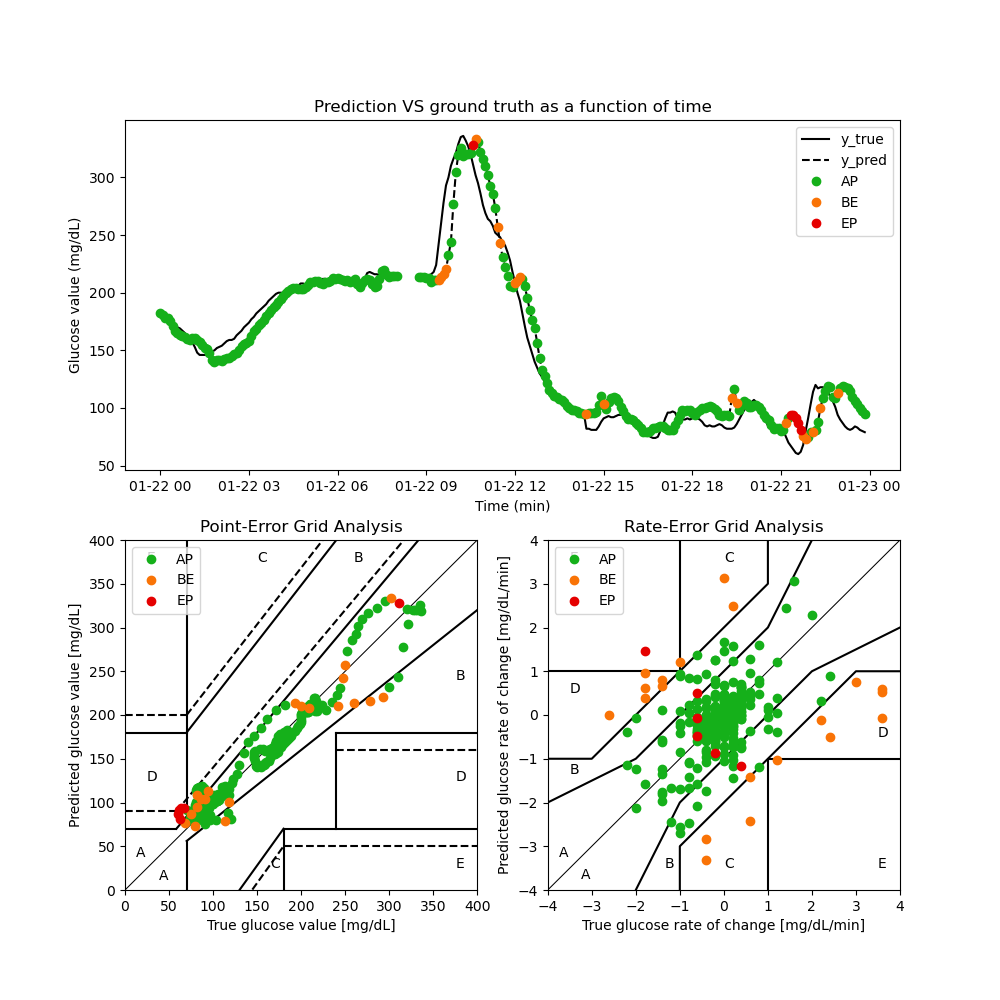 Prediction VS ground truth as a function of time
Glucose value (mg/dL)
300
250
200
150
100
50
y_true
y_pred
AP
BE
EP
01-22 00 01-22 03 01-22 06 01-22 09 01-22 12 01-22 15 01-22 18 01-22 21 01-23 00
Time (min)
Point-Error Grid Analysis
Predicted glucose value [mg/dL]
400
350
300
250
200
150
100
50
0
AP
BE
EP
C
B
B
D
D
A
A
C
E
0 50 100 150 200 250 300 350 400
True glucose value [mg/dL]
Rate-Error Grid Analysis
Predicted glucose rate of change [mg/dL/min]
4
3
2
1
0
−1
−2
−3
−4
AP
BE
EP
C
D
D
B
A
A
B
C
E
−4 −3 −2 −1 0 1 2 3 4
True glucose rate of change [mg/dL/min]